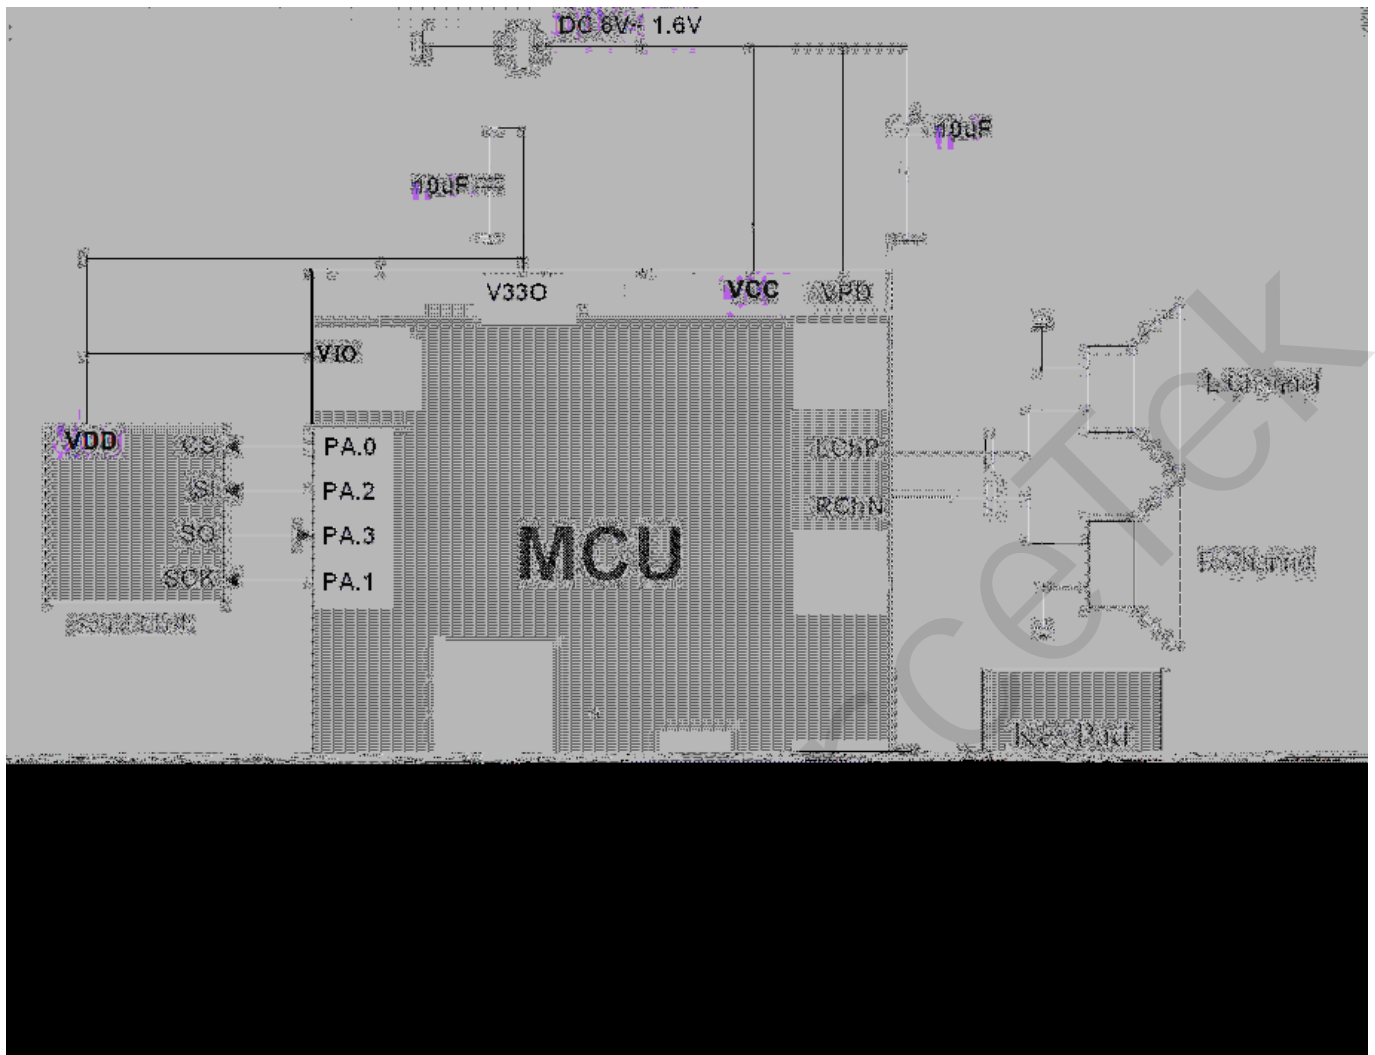 DC 6V~ 1.6V
10uF
10uF
V33O
VCC
VPD
VIO
VDD
CS
PA.0
LChP
SI
PA.2
RChN
SO
PA.3
MCU
SCK
PA.1
L Channel